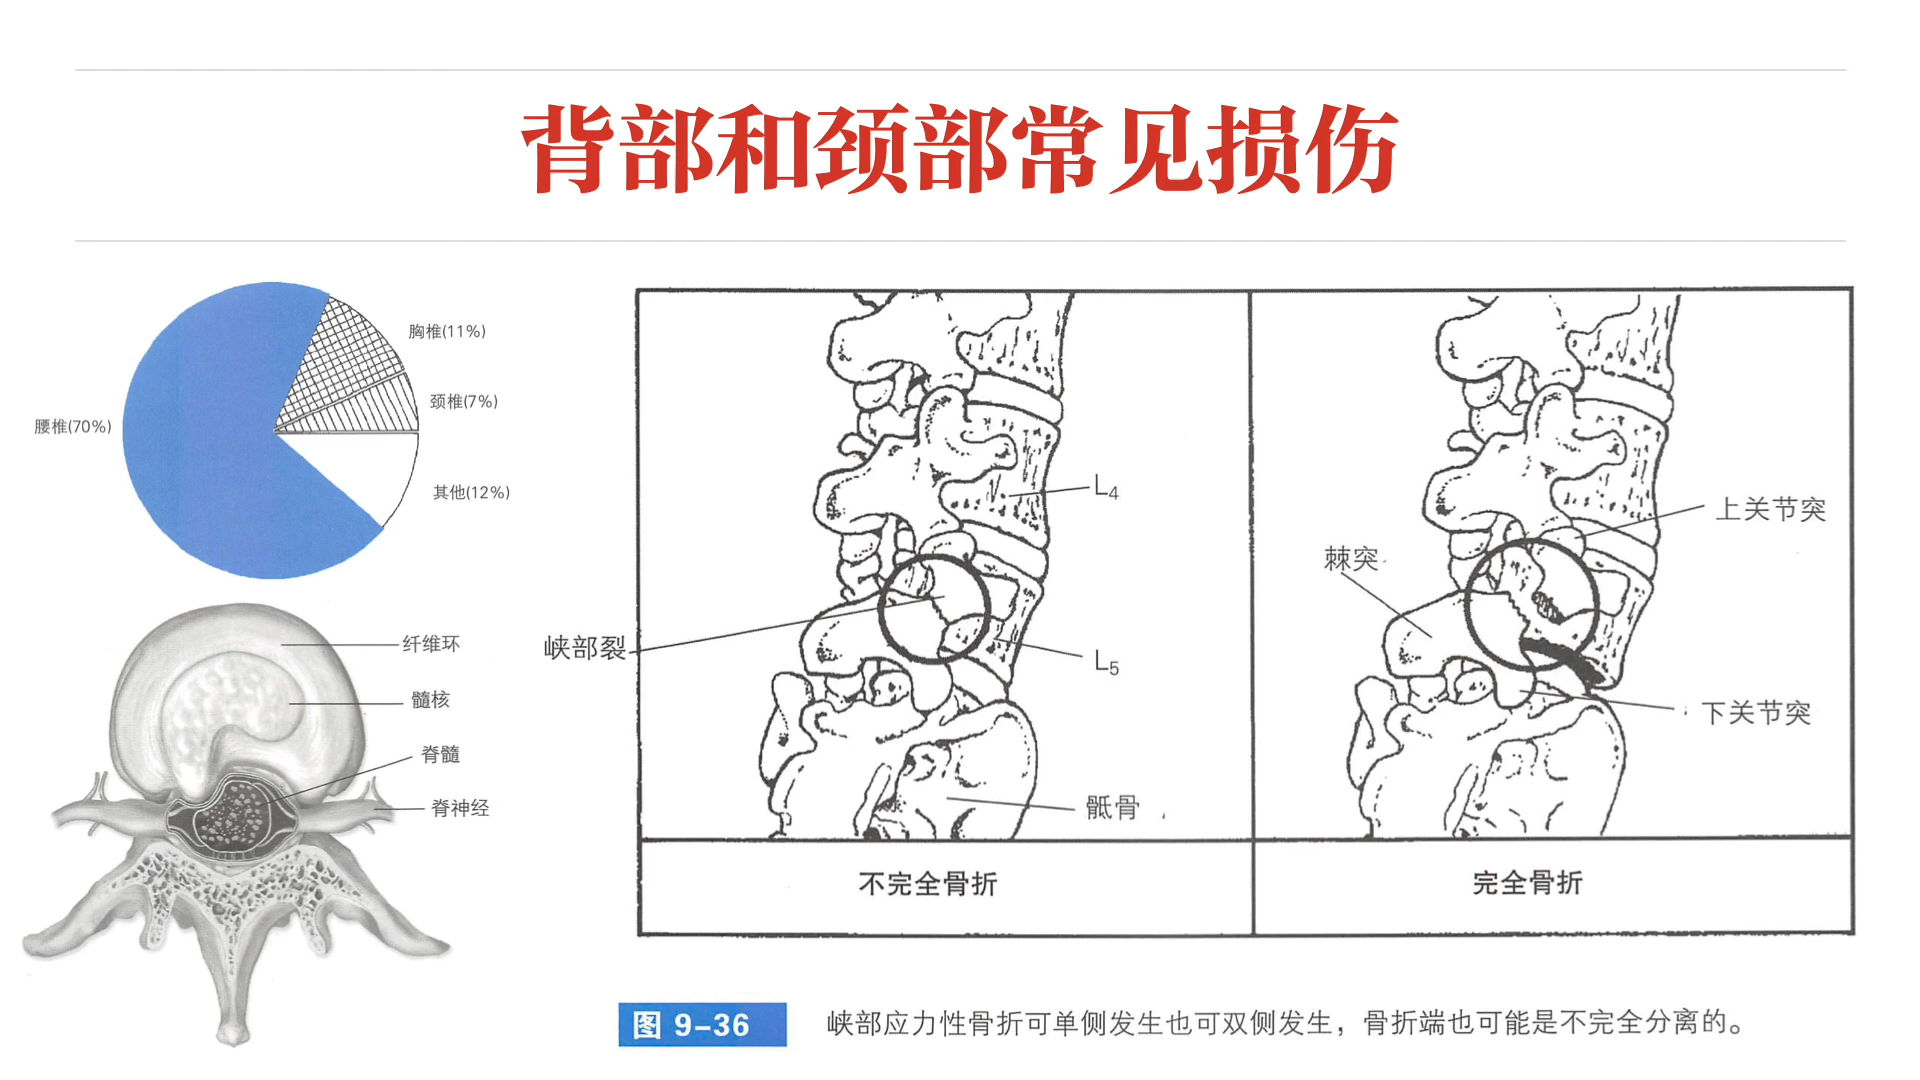 背部和颈部常见损伤
胸椎(11%)
颈椎(7%)
腰椎(70%)
其他(12%)
纤维环
髓核
脊髓
脊神经
L4
峡部裂
L5
骶骨
不完全骨折
上关节突
棘突
下关节突
完全骨折
图 9-36
峡部应力性骨折可单侧发生也可双侧发生，骨折端也可能是不完全分离的。